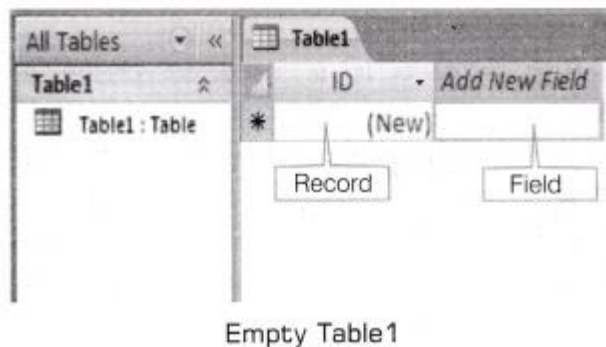 All Tables
Table1
Table1 : Table
Table1
ID Add New Field
* (New)
Record Field
Empty Table1